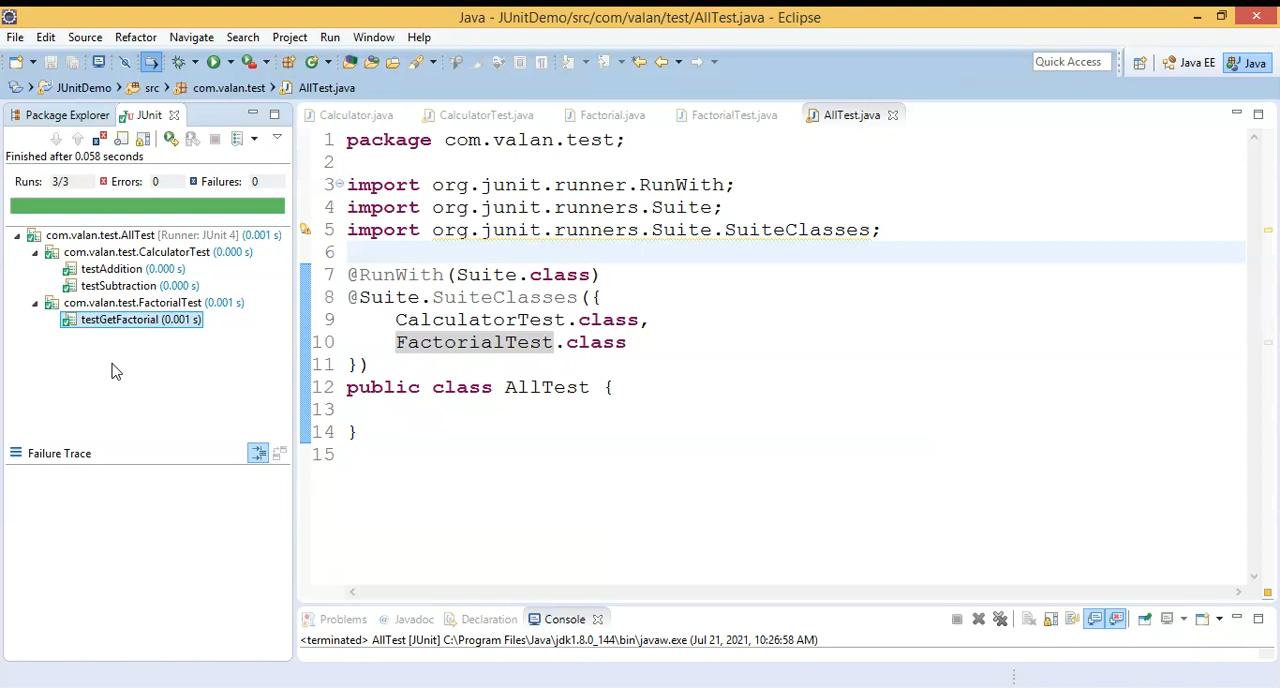 Java - JUnitDemo/src/com/valan/test/AllTest.java - Eclipse
File Edit Source Refactor Navigate Search Project Run Window Help
Quick Access Java EE Java
JUnitDemo src com.valan.test AllTest.java
Package Explorer JUnit
Calculator.java CalculatorTest.java Factorial.java FactorialTest.java AllTest.java
Finished after 0.058 seconds
Runs: 3/3 Errors: 0 Failures: 0
com.valan.test.AllTest [Runner: JUnit 4] (0.001 s)
com.valan.test.CalculatorTest (0.000 s)
testAddition (0.000 s)
testSubtraction (0.000 s)
com.valan.test.FactorialTest (0.001 s)
testGetFactorial (0.001 s)
Failure Trace
1 package com.valan.test;
2
3 import org.junit.runner.RunWith;
4 import org.junit.runners.Suite;
5 import org.junit.runners.Suite.SuiteClasses;
6
7 @RunWith(Suite.class)
8 @Suite.SuiteClasses({
9 CalculatorTest.class,
10 FactorialTest.class
11 })
12 public class AllTest {
13
14 }
15
Problems Javadoc Declaration Console
<terminated> AllTest [JUnit] C:\Program Files\Java\jdk1.8.0_144\bin\javaw.exe (Jul 21, 2021, 10:26:58 AM)